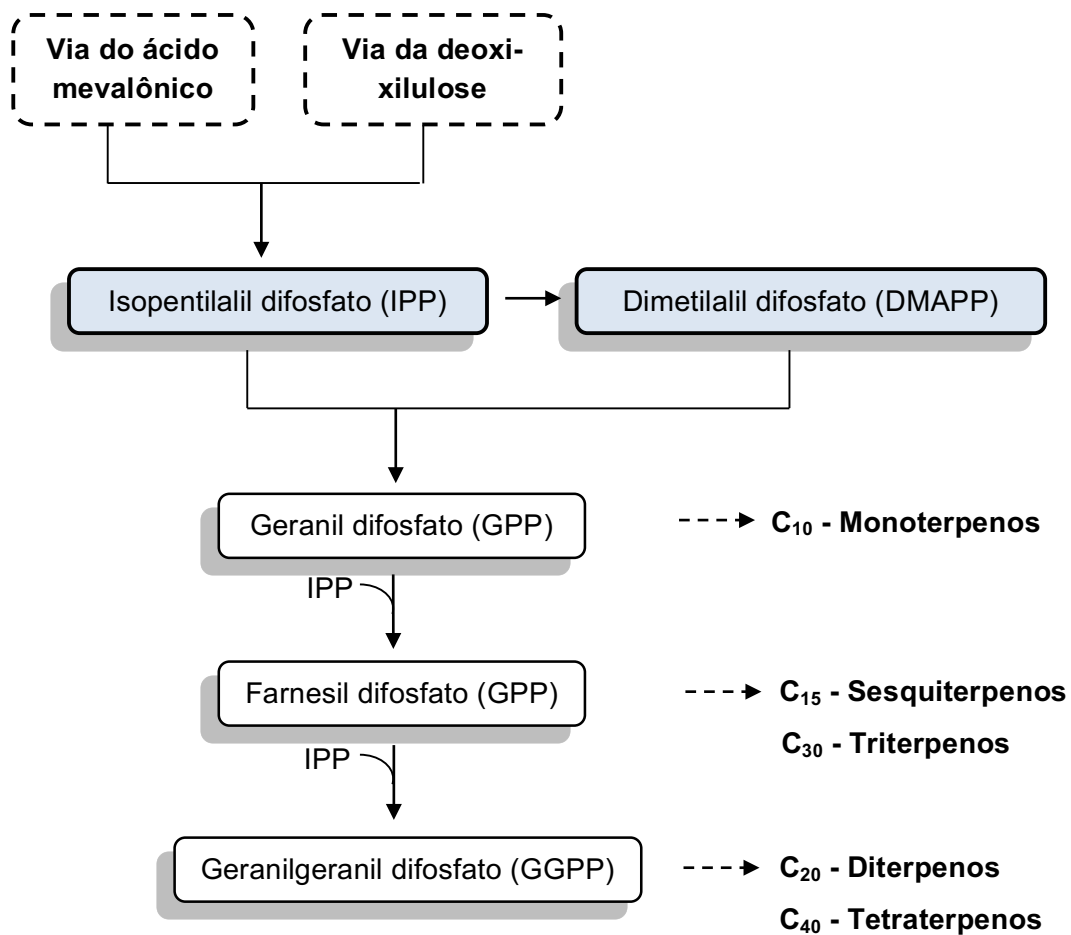 Via do ácido
mevalônico
Via da deoxi-
xilulose
Isopentilalil difosfato (IPP)
Dimetilalil difosfato (DMAPP)
Geranil difosfato (GPP)
C₁₀ - Monoterpenos
IPP
Farnesil difosfato (GPP)
C₁₅ - Sesquiterpenos
C₃₀ - Triterpenos
IPP
Geranilgeranil difosfato (GGPP)
C₂₀ - Diterpenos
C₄₀ - Tetraterpenos